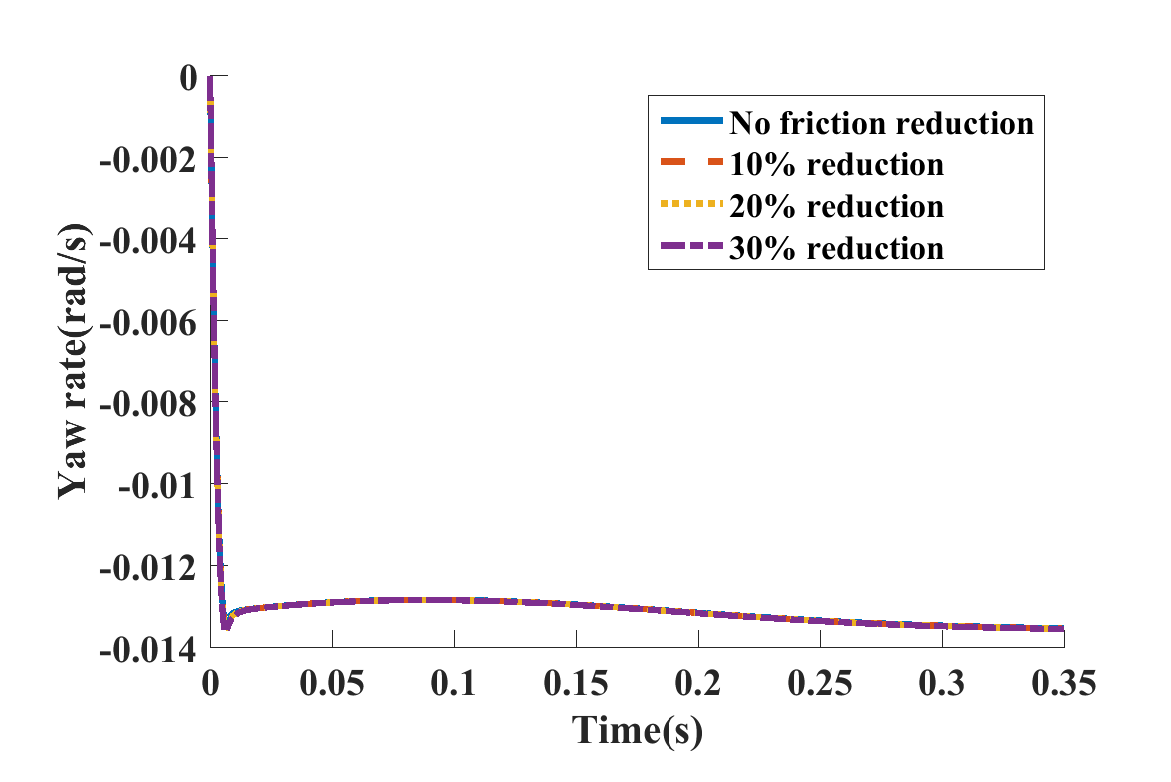 0
-0.002
-0.004
-0.006
-0.008
-0.01
-0.012
-0.014
Yaw rate(rad/s)
No friction reduction
10% reduction
20% reduction
30% reduction
0 0.05 0.1 0.15 0.2 0.25 0.3 0.35
Time(s)